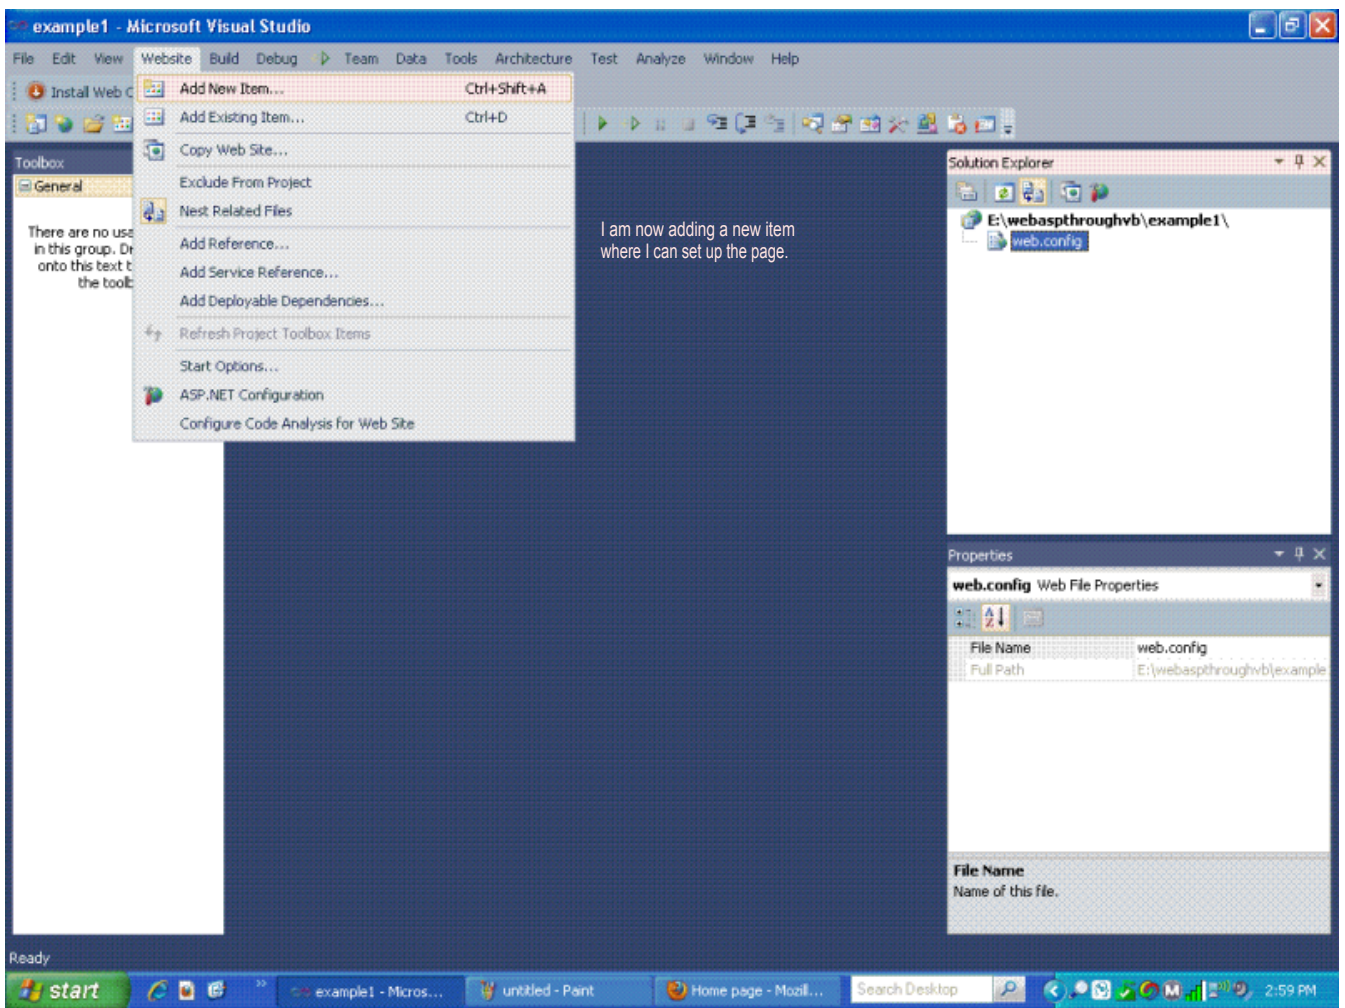 example1 - Microsoft Visual Studio
File Edit View Website Build Debug Team Data Tools Architecture Test Analyze Window Help
Install Web C
Add New Item... Ctrl+Shift+A
Add Existing Item... Ctrl+D
Copy Web Site...
Exclude From Project
Nest Related Files
Add Reference...
Add Service Reference...
Add Deployable Dependencies...
Refresh Project Toolbox Items
Start Options...
ASP.NET Configuration
Configure Code Analysis for Web Site
Toolbox
General
There are no usa
in this group. Dr
onto this text t
the toolb
I am now adding a new item
where I can set up the page.
Solution Explorer
E:\webaspthroughvb\example1\
web.config
Properties
web.config Web File Properties
File Name web.config
Full Path E:\webaspthroughvb\example
File Name
Name of this file.
Ready
start example1 - Micros... untitled - Paint Home page - Mozill... Search Desktop 2:59 PM